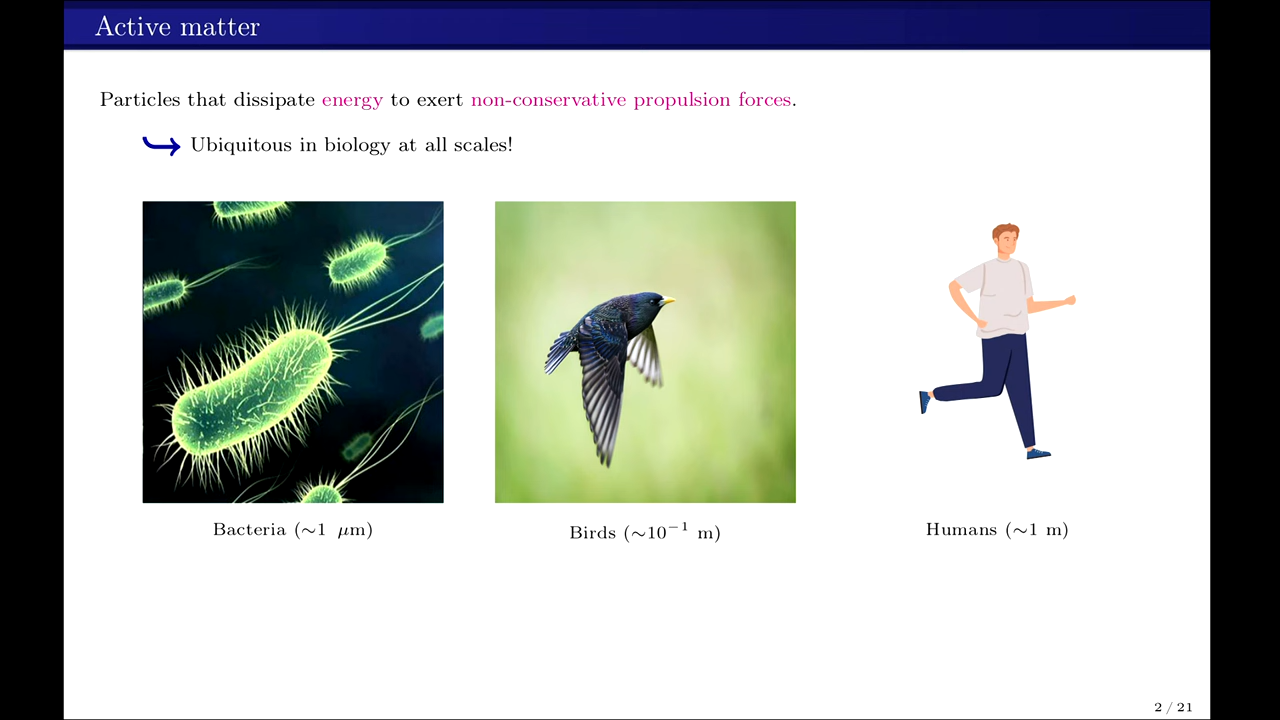 Active matter
Particles that dissipate energy to exert non-conservative propulsion forces.
Ubiquitous in biology at all scales!
Bacteria (∼1 μm)
Birds (∼10⁻¹ m)
Humans (∼1 m)
2 / 21